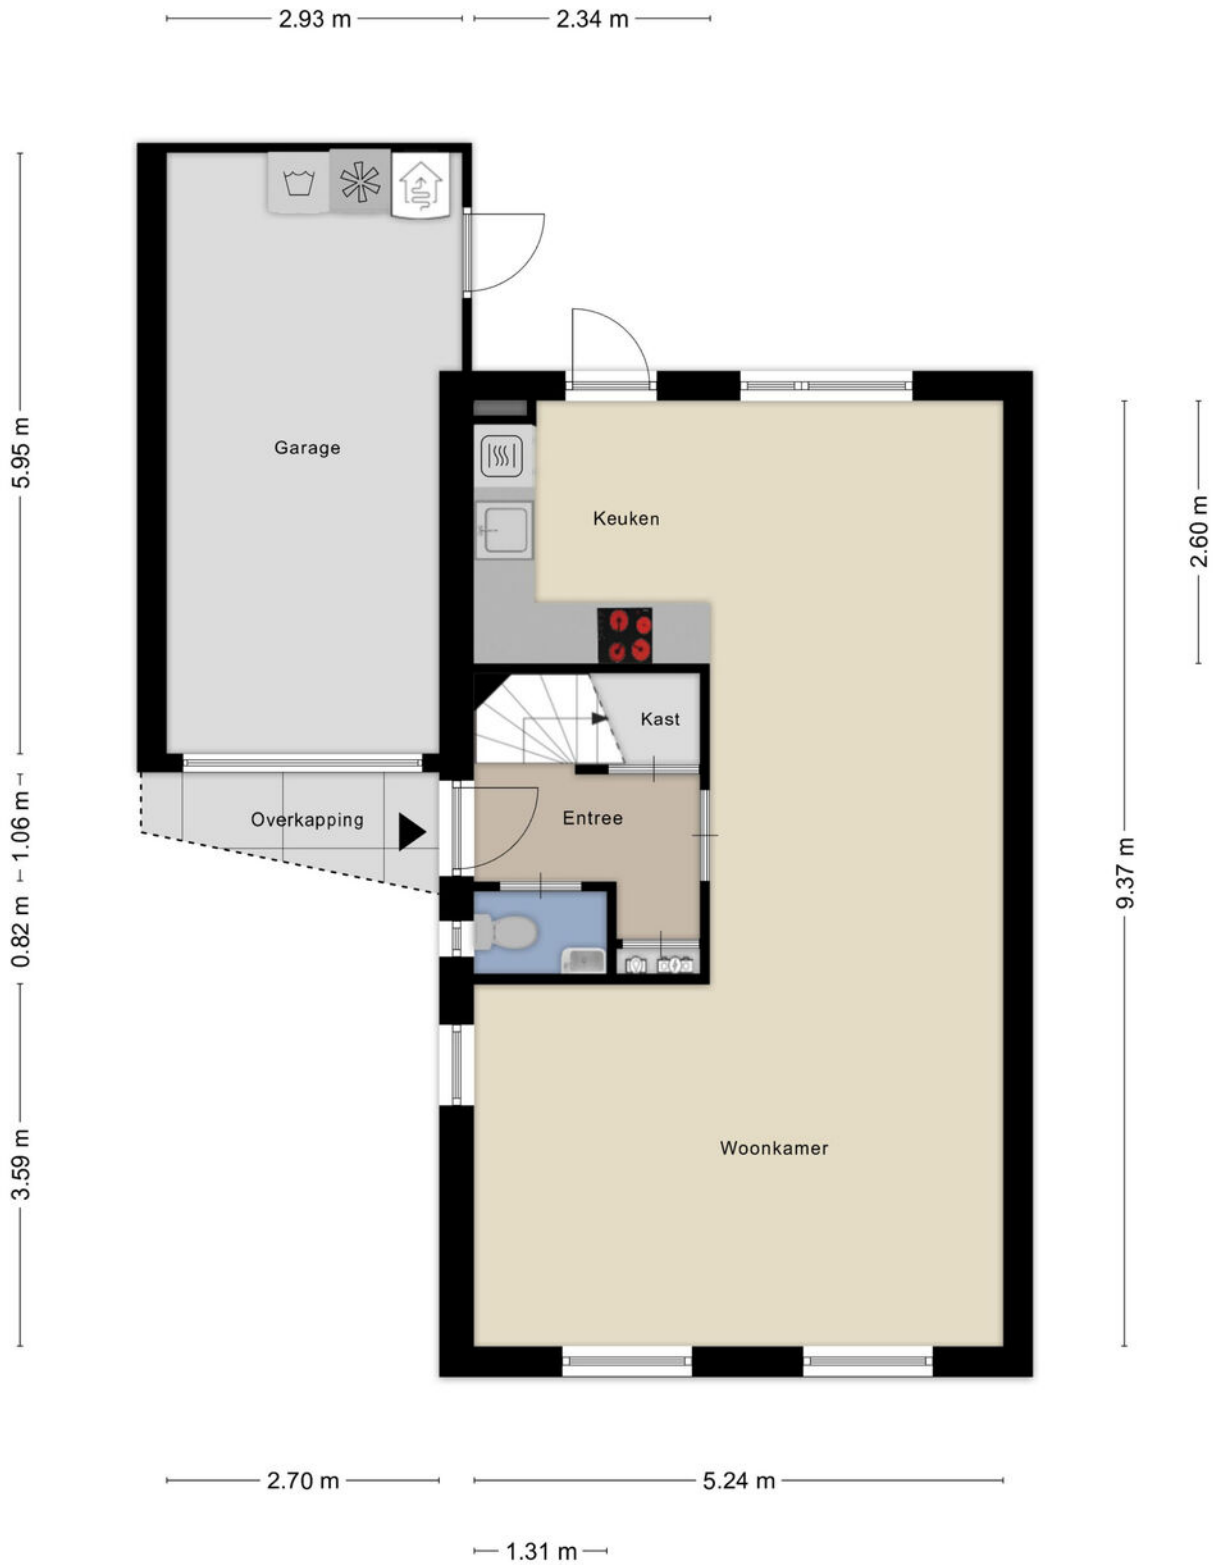 2.93 m
2.34 m
5.95 m
Garage
Keuken
2.60 m
Kast
Overkapping
Entree
1.06 m
0.82 m
9.37 m
3.59 m
Woonkamer
2.70 m
5.24 m
1.31 m